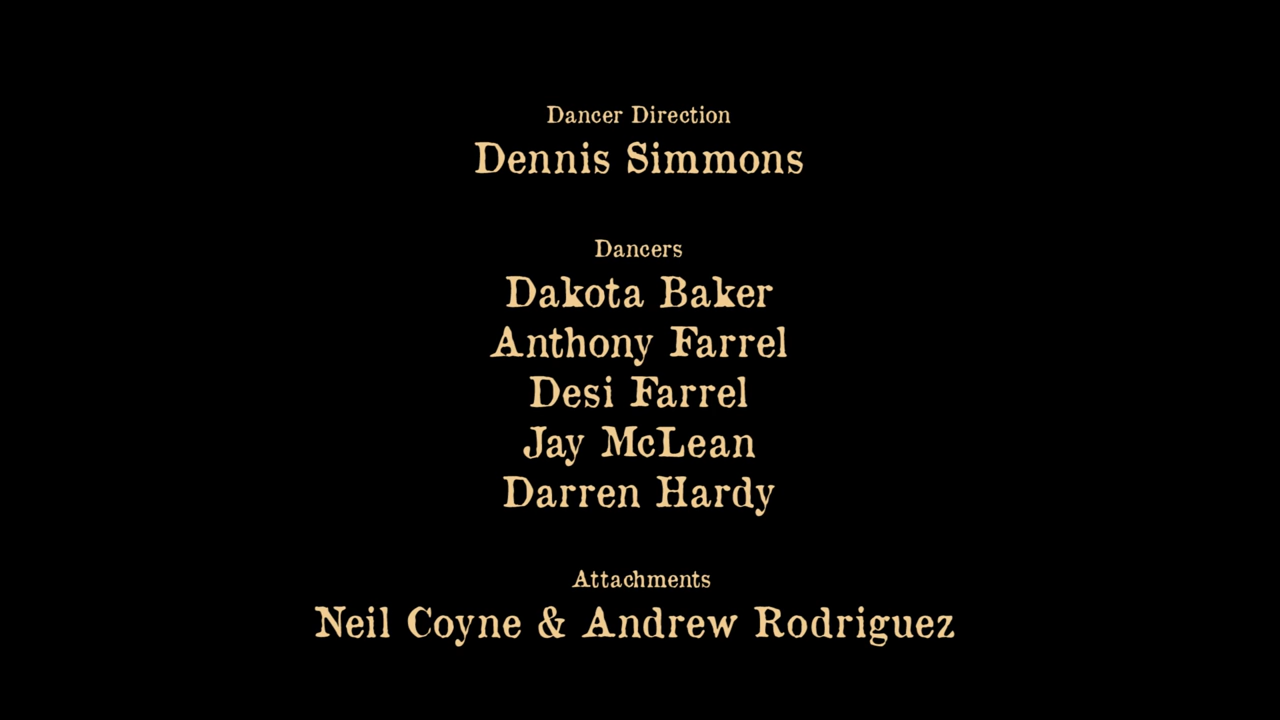 Dancer Direction
Dennis Simmons
Dancers
Dakota Baker
Anthony Farrel
Desi Farrel
Jay McLean
Darren Hardy
Attachments
Neil Coyne & Andrew Rodriguez